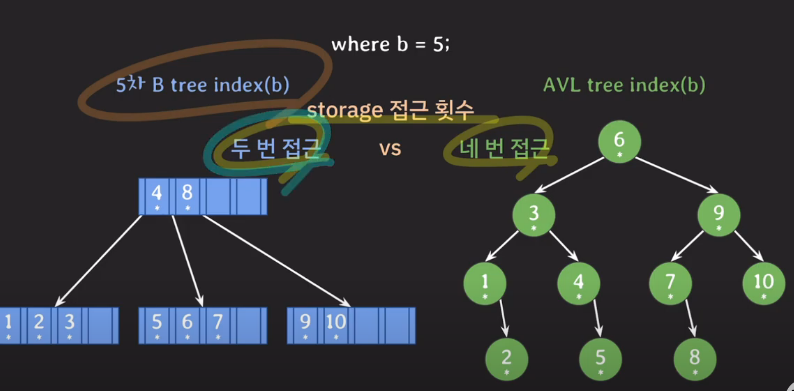 where b = 5;
5차 B tree index(b)
AVL tree index(b)
storage 접근 횟수
두 번 접근 vs 네 번 접근
6
*
4 8
* *
3 9
* *
1 4 7 10
* * * *
1 2 3 5 6 7 9 10
* * * * * * * *
2 5 8
* * *